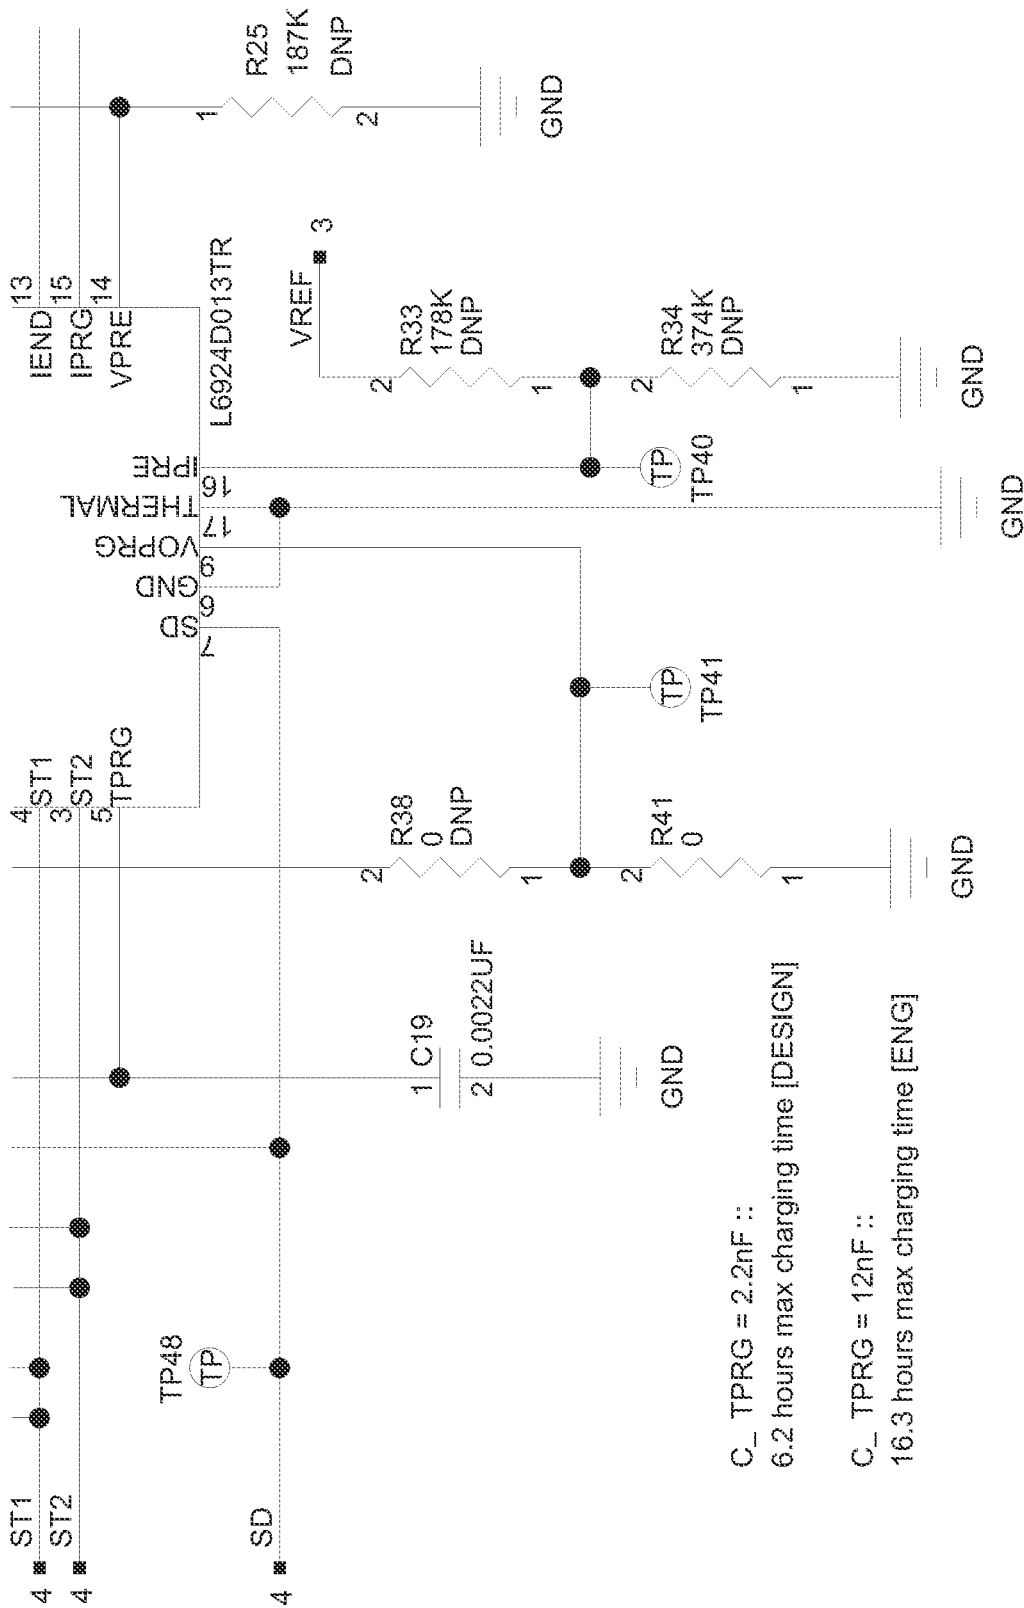 4
ST1
4
ST2
SD
4
TP48
TP
4
ST1
3
ST2
5
TPRG
IEND
13
IPRG
15
VPRE
14
L6924D013TR
SD
7
GND
6
VOPRG
9
THERMAL
17
IPRE
16
1
R25
187K
DNP
2
GND
VREF
3
2
R33
178K
DNP
1
2
R34
374K
DNP
1
GND
TP
TP40
GND
TP
TP41
2
R38
0
DNP
1
2
R41
0
1
GND
1 C19
2 0.0022UF
GND
C_ TPRG = 2.2nF ::
6.2 hours max charging time [DESIGN]
C_ TPRG = 12nF ::
16.3 hours max charging time [ENG]